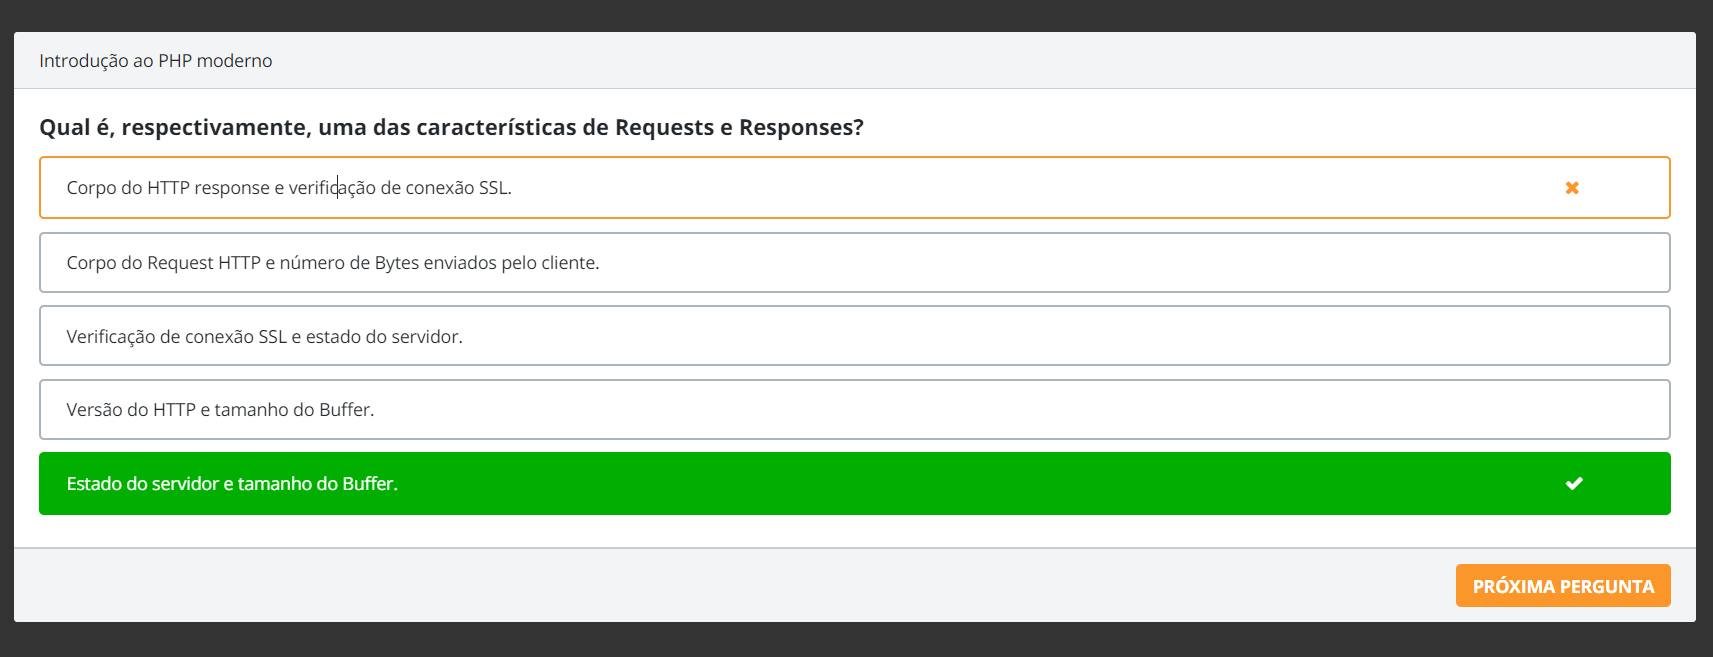 Introdução ao PHP moderno
Qual é, respectivamente, uma das características de Requests e Responses?
Corpo do HTTP response e verificação de conexão SSL.
Corpo do Request HTTP e número de Bytes enviados pelo cliente.
Verificação de conexão SSL e estado do servidor.
Versão do HTTP e tamanho do Buffer.
Estado do servidor e tamanho do Buffer.
PRÓXIMA PERGUNTA